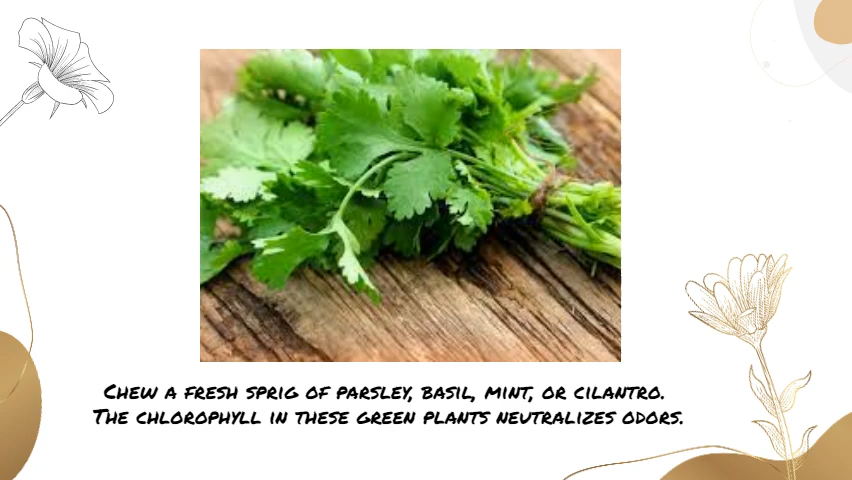 Chew a fresh sprig of parsley, basil, mint, or cilantro.
The chlorophyll in these green plants neutralizes odors.